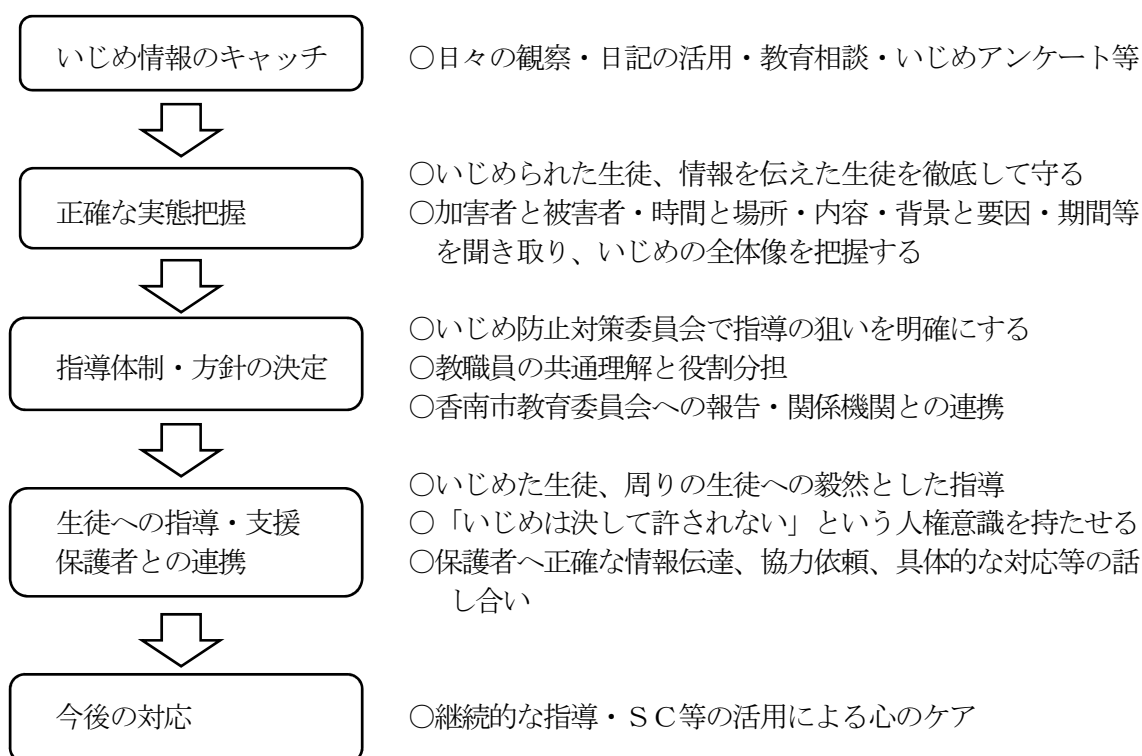 いじめ情報のキャッチ
○日々の観察・日記の活用・教育相談・いじめアンケート等
正確な実態把握
○いじめられた生徒、情報を伝えた生徒を徹底して守る
○加害者と被害者・時間と場所・内容・背景と要因・期間等
を聞き取り、いじめの全体像を把握する
指導体制・方針の決定
○いじめ防止対策委員会で指導の狙いを明確にする
○教職員の共通理解と役割分担
○香南市教育委員会への報告・関係機関との連携
生徒への指導・支援
保護者との連携
○いじめた生徒、周りの生徒への毅然とした指導
○「いじめは決して許されない」という人権意識を持たせる
○保護者へ正確な情報伝達、協力依頼、具体的な対応等の話
し合い
今後の対応
○継続的な指導・ＳＣ等の活用による心のケア